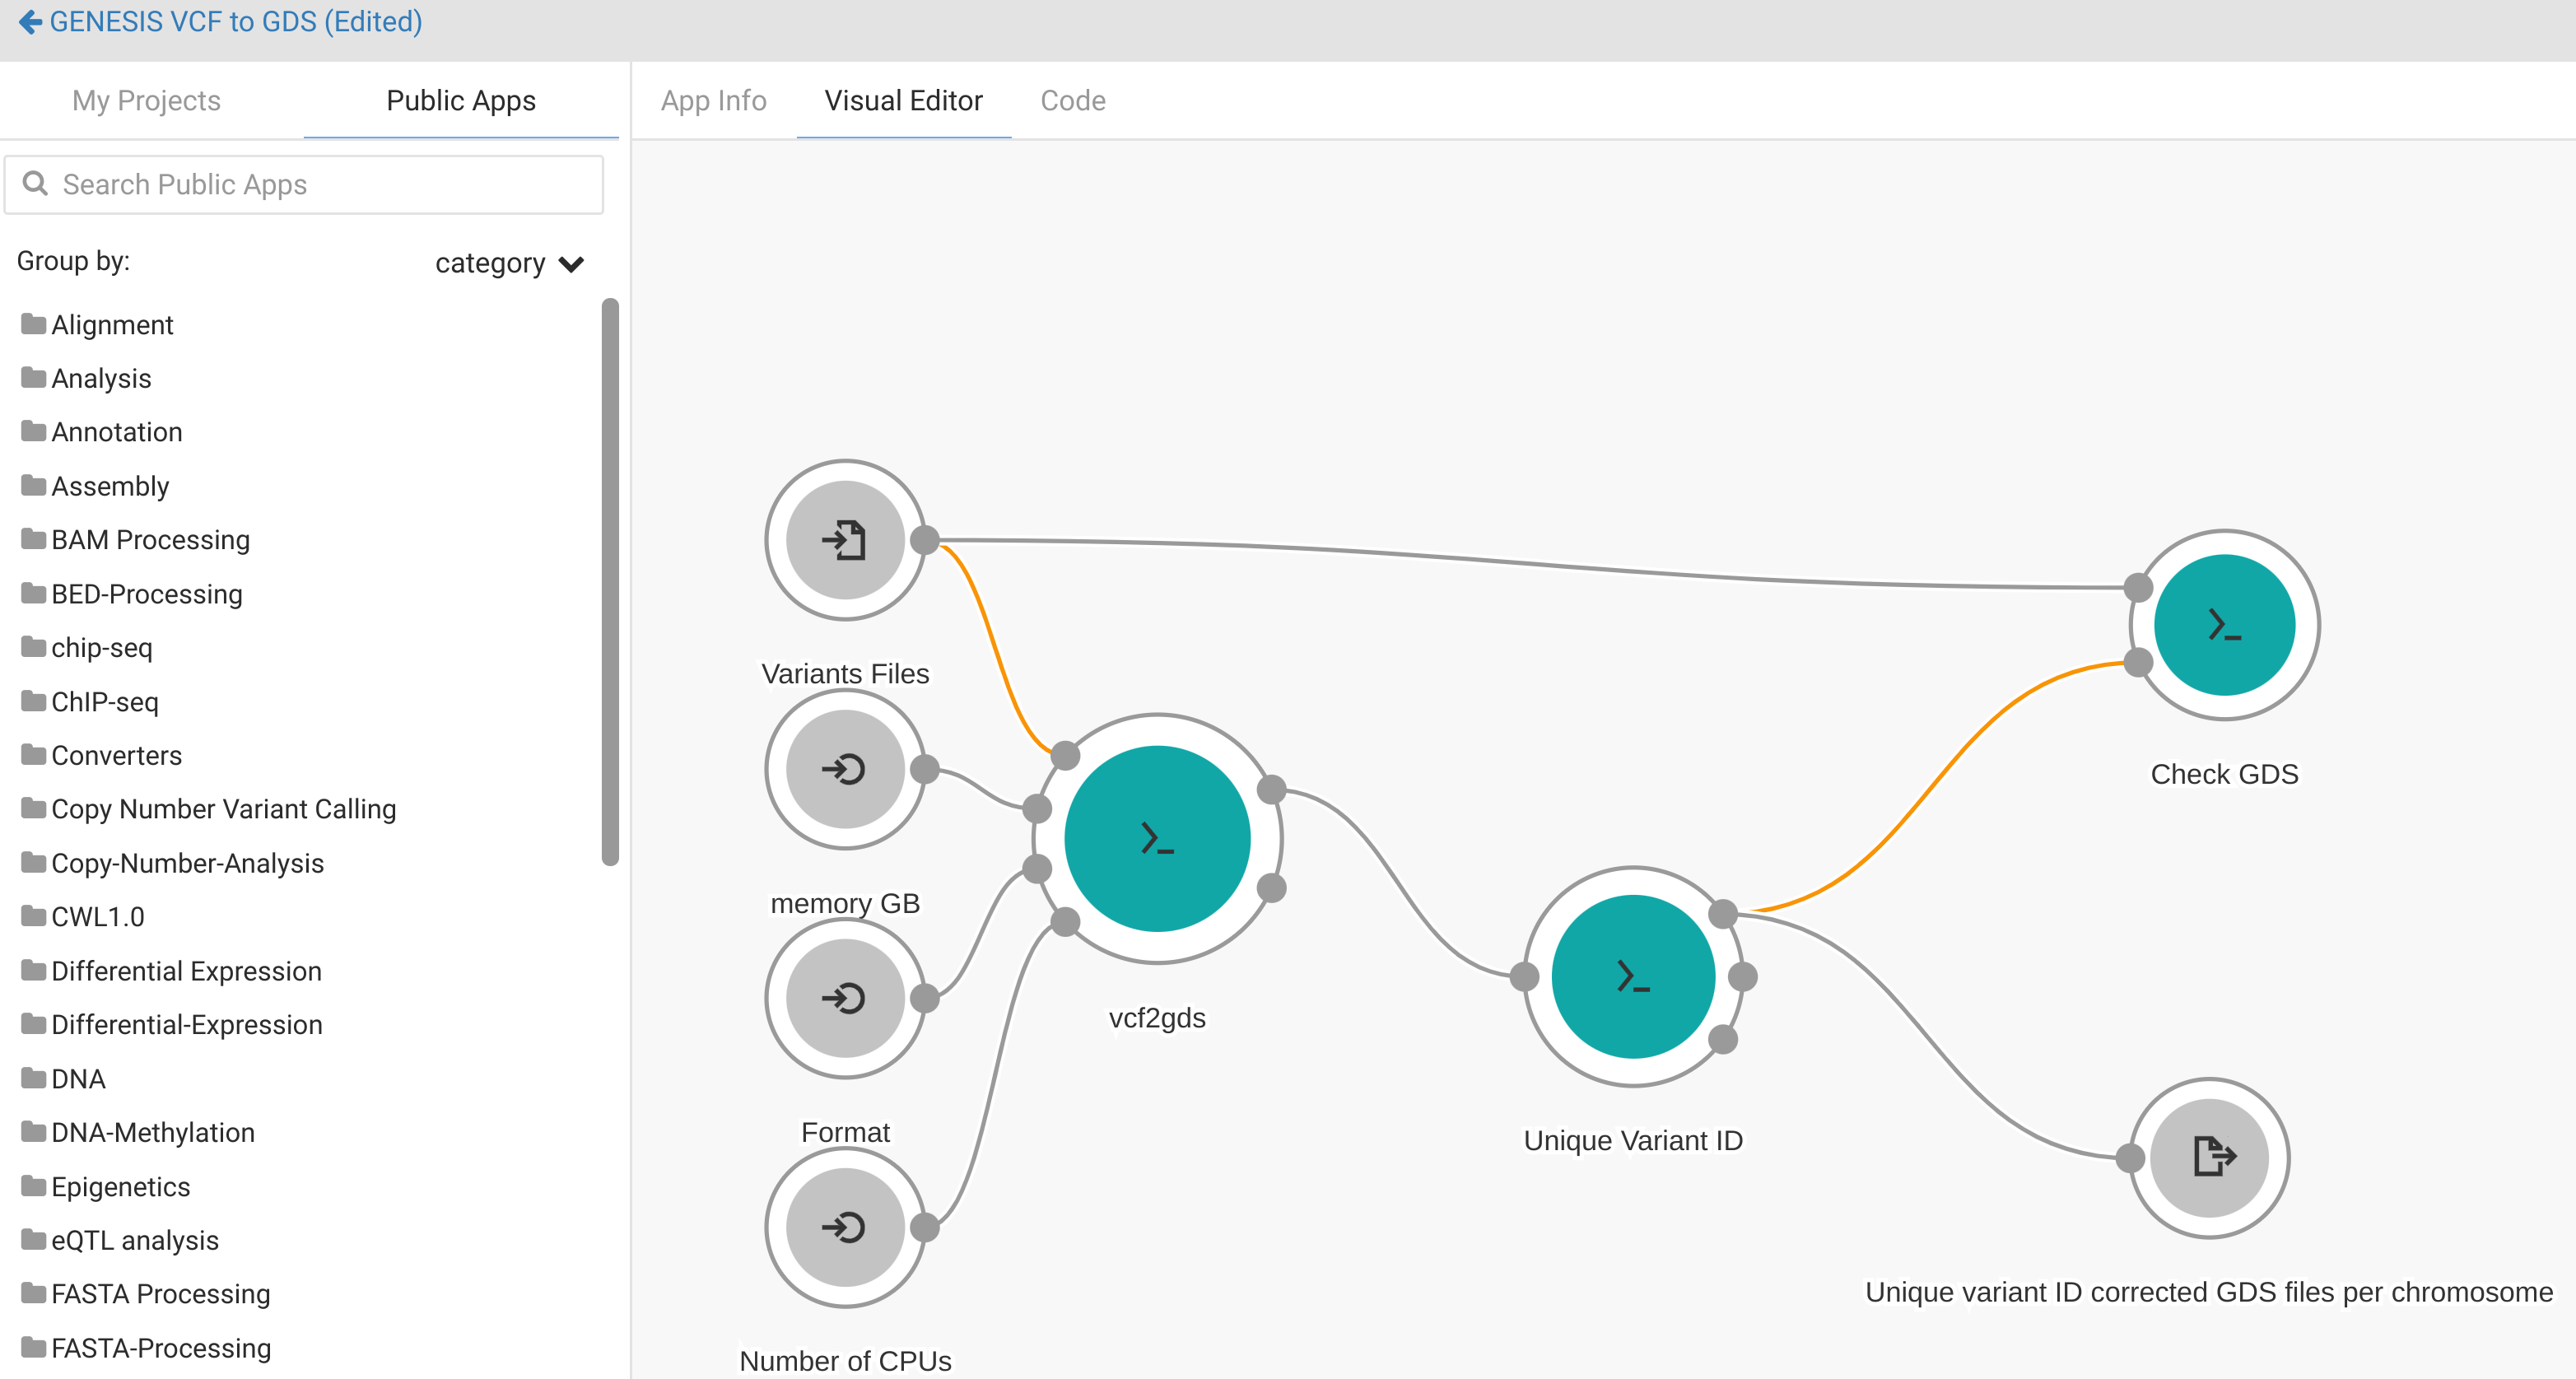 GENESIS VCF to GDS (Edited)
My Projects
Public Apps
App Info
Visual Editor
Code
Search Public Apps
Group by:
category
Alignment
Analysis
Annotation
Assembly
BAM Processing
BED-Processing
chip-seq
ChIP-seq
Converters
Copy Number Variant Calling
Copy-Number-Analysis
CWL1.0
Differential Expression
Differential-Expression
DNA
DNA-Methylation
Epigenetics
eQTL analysis
FASTA Processing
FASTA-Processing
Variants Files
memory GB
Format
Number of CPUs
vcf2gds
Unique Variant ID
Check GDS
Unique variant ID corrected GDS files per chromosome